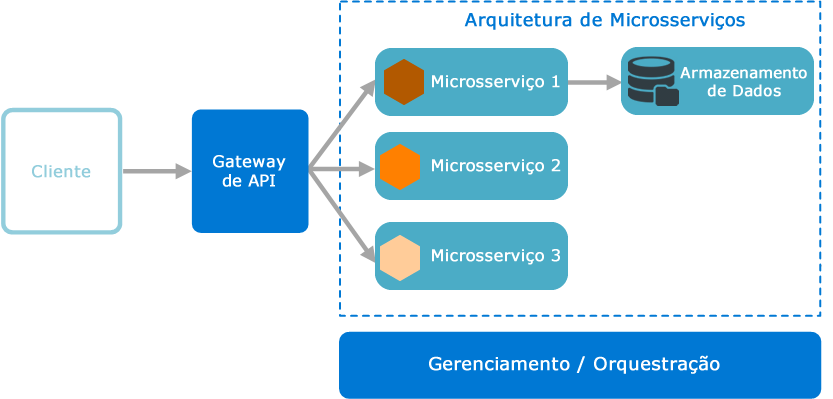 Arquitetura de Microsserviços
Microsserviço 1
Armazenamento
de Dados
Cliente
Gateway
de API
Microsserviço 2
Microsserviço 3
Gerenciamento / Orquestração